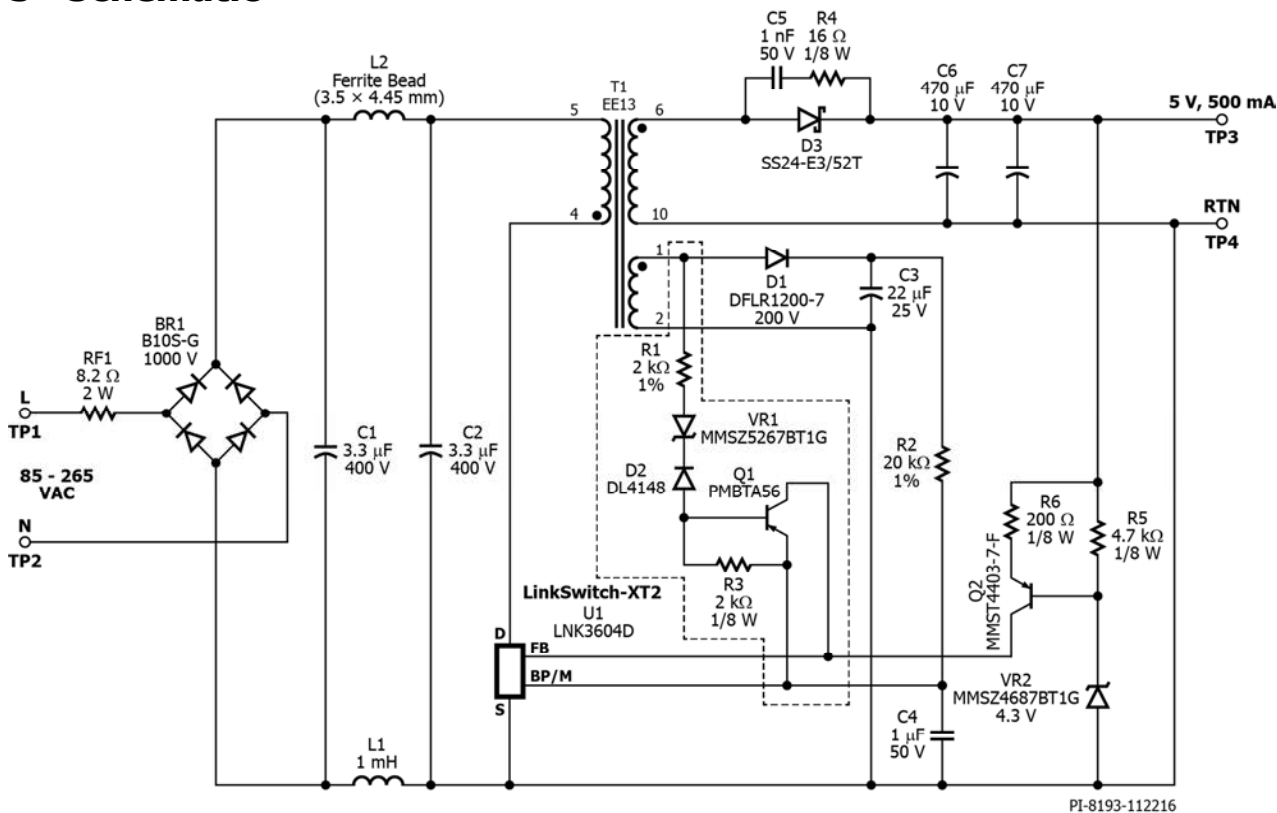 C5
1 nF
50 V
R4
16 Ω
1/8 W
L2
Ferrite Bead
(3.5 × 4.45 mm)
T1
EE13
C6
470 µF
10 V
C7
470 µF
10 V
5 V, 500 mA
TP3
5
6
D3
SS24-E3/52T
4
10
RTN
TP4
1
D1
DFLR1200-7
200 V
C3
22 µF
25 V
2
BR1
B10S-G
1000 V
RF1
8.2 Ω
2 W
R1
2 kΩ
1%
L
TP1
VR1
MMSZ5267BT1G
C1
3.3 µF
400 V
C2
3.3 µF
400 V
R2
20 kΩ
1%
85 - 265
VAC
D2
DL4148
Q1
PMBTA56
N
TP2
R6
200 Ω
1/8 W
R5
4.7 kΩ
1/8 W
R3
2 kΩ
1/8 W
Q2
MMST4403-7-F
LinkSwitch-XT2
U1
LNK3604D
D
FB
BP/M
S
VR2
MMSZ4687BT1G
4.3 V
C4
1 µF
50 V
L1
1 mH
PI-8193-112216